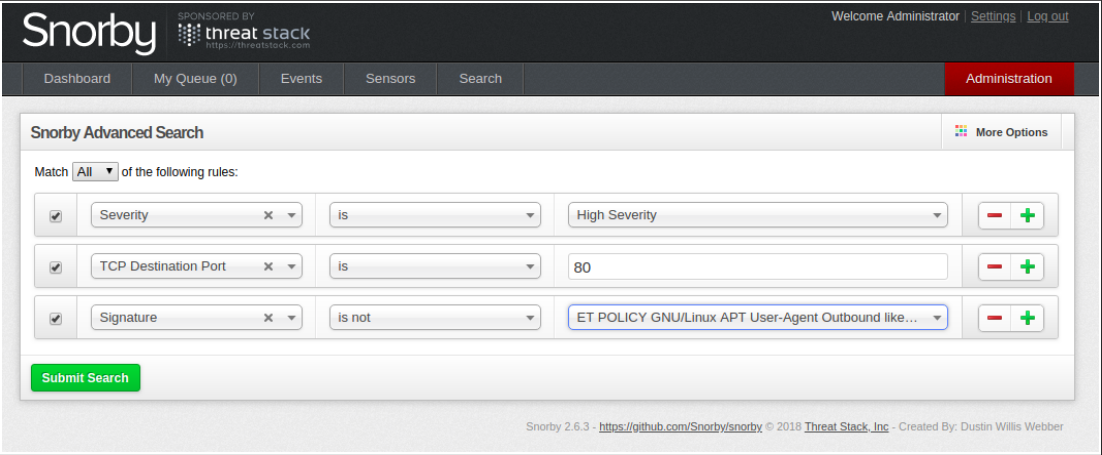 Snorby SPONSORED BY threat stack https://threatstack.com
Welcome Administrator | Settings | Log out
Dashboard My Queue (0) Events Sensors Search Administration
Snorby Advanced Search More Options
Match All of the following rules:
Severity is High Severity
TCP Destination Port is 80
Signature is not ET POLICY GNU/Linux APT User-Agent Outbound like…
Submit Search
Snorby 2.6.3 - https://github.com/Snorby/snorby © 2018 Threat Stack, Inc - Created By: Dustin Willis Webber